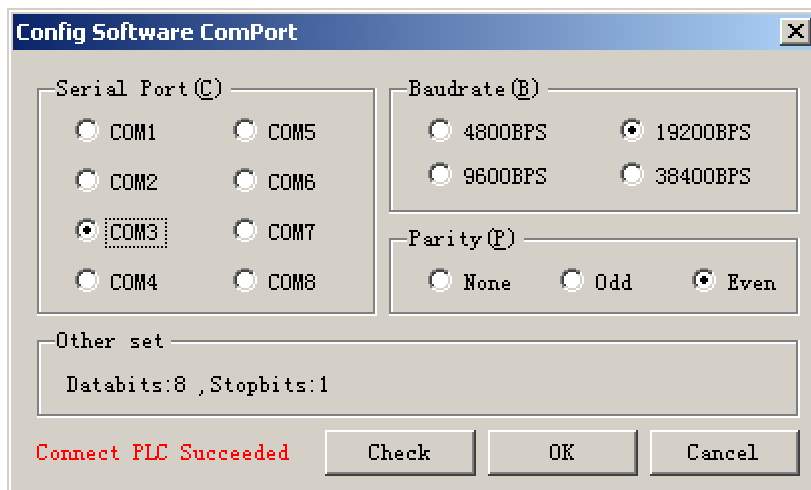 Config Software ComPort
Serial Port(C)
COM1 COM5
COM2 COM6
COM3 COM7
COM4 COM8
Baudrate(B)
4800BPS 19200BPS
9600BPS 38400BPS
Parity(P)
None Odd Even
Other set
Databits:8 ,Stopbits:1
Connect PLC Succeeded Check OK Cancel